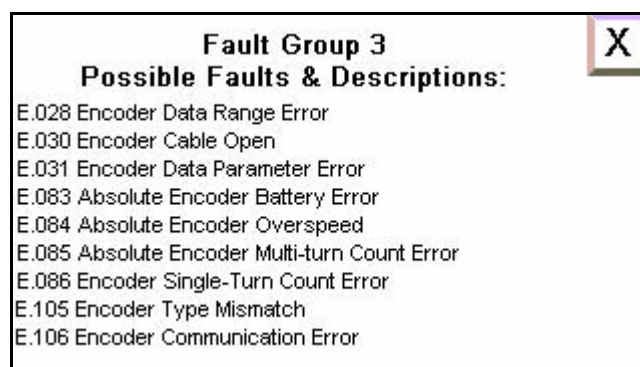 Fault Group 3
X
Possible Faults & Descriptions:
E.028 Encoder Data Range Error
E.030 Encoder Cable Open
E.031 Encoder Data Parameter Error
E.083 Absolute Encoder Battery Error
E.084 Absolute Encoder Overspeed
E.085 Absolute Encoder Multi-turn Count Error
E.086 Encoder Single-Turn Count Error
E.105 Encoder Type Mismatch
E.106 Encoder Communication Error